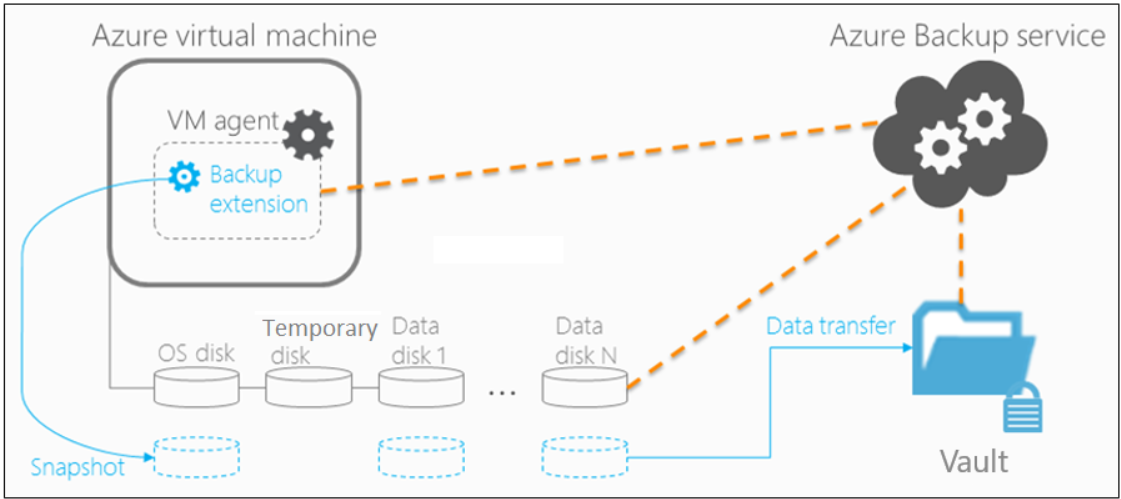 Azure virtual machine
Azure Backup service
VM agent
Backup
extension
Temporary
disk
Data
disk 1
Data
disk N
OS disk
...
Data transfer
Snapshot
Vault